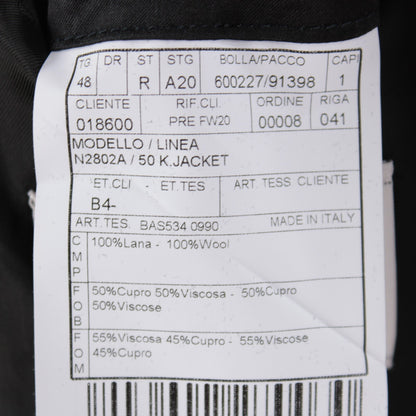 TG DR ST STG BOLLA/PACCO CAPI
48 R A20 600227/91398 1
CLIENTE RIF.CLI. ORDINE RIGA
018600 PRE FW20 00008 041
MODELLO / LINEA
N2802A / 50 K.JACKET
ET.CLI - ET.TES ART. TESS CLIENTE
B4-
ART.TES. BAS534 0990 MADE IN ITALY
CMP 100%Lana - 100%Wool
FOB 50%Cupro 50%Viscosa - 50%Cupro
50%Viscose
FOM 55%Viscosa 45%Cupro - 55%Viscose
45%Cupro